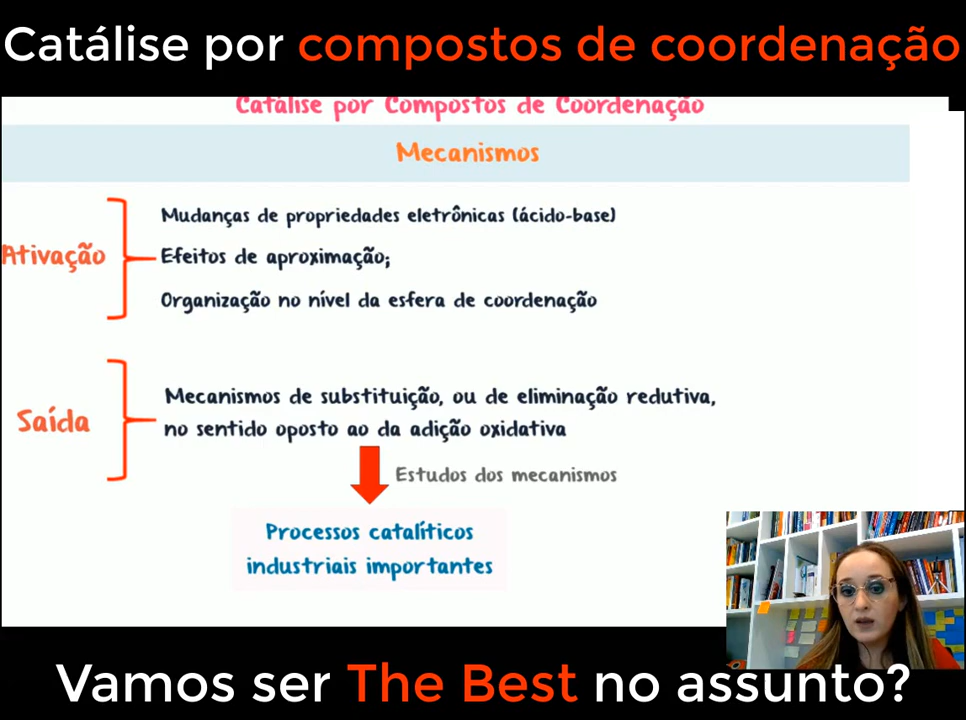 Catálise por compostos de coordenação
Catálise por Compostos de Coordenação
Mecanismos
Ativação
Mudanças de propriedades eletrônicas (ácido-base)
Efeitos de aproximação;
Organização no nível da esfera de coordenação
Saída
Mecanismos de substituição, ou de eliminação redutiva,
no sentido oposto ao da adição oxidativa
Estudos dos mecanismos
Processos catalíticos
industriais importantes
Vamos ser The Best no assunto?